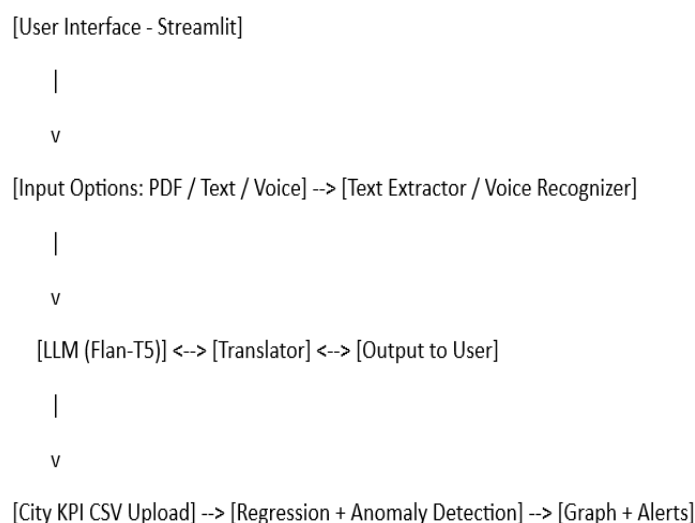 [User Interface - Streamlit]
|
v
[Input Options: PDF / Text / Voice] --> [Text Extractor / Voice Recognizer]
|
v
[LLM (Flan-T5)] <--> [Translator] <--> [Output to User]
|
v
[City KPI CSV Upload] --> [Regression + Anomaly Detection] --> [Graph + Alerts]